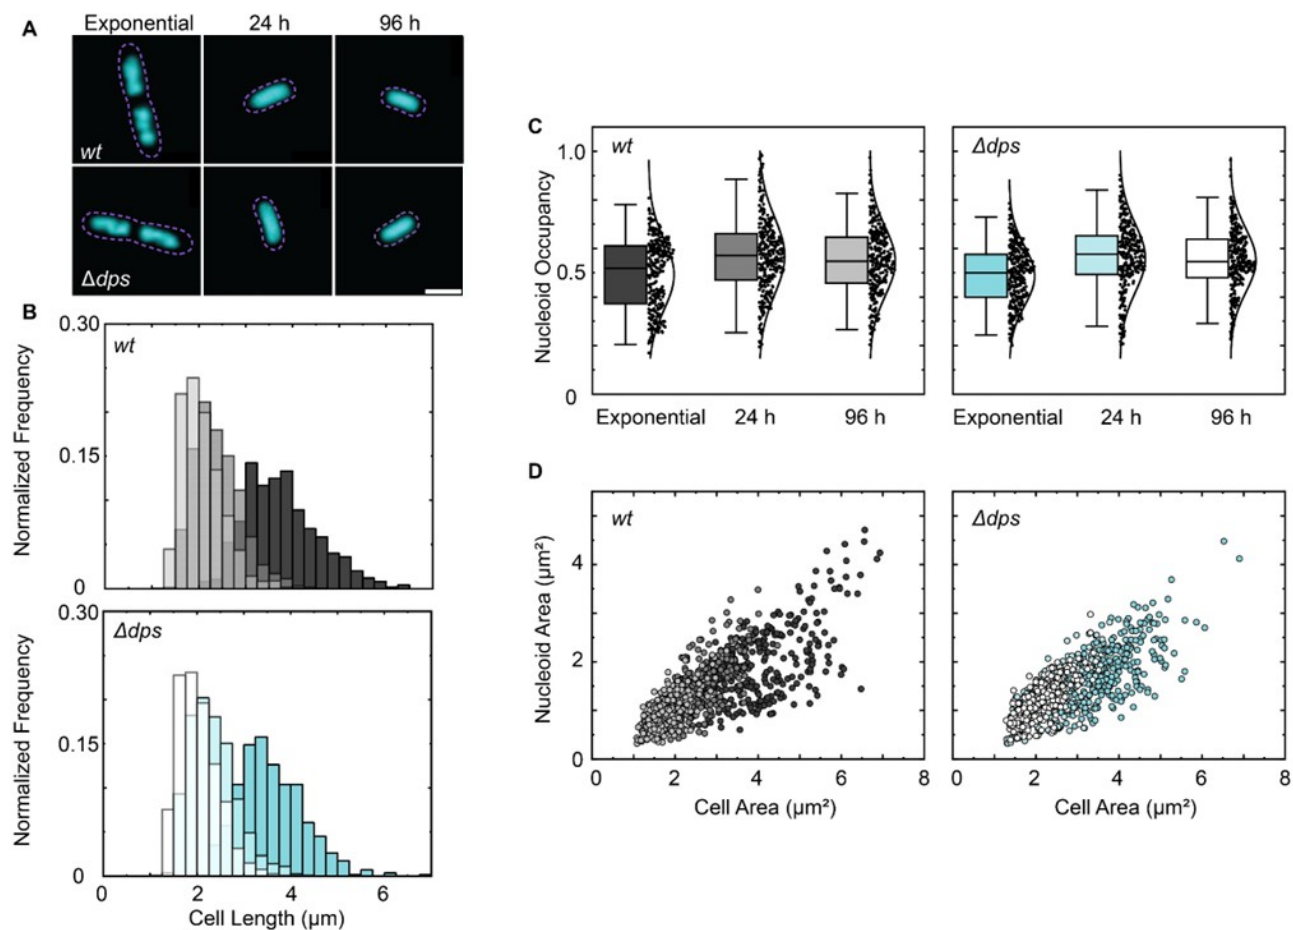 A
Exponential 24 h 96 h
wt
Δdps
B
0.30
wt
Normalized Frequency
0.15
0
0.30
Δdps
Normalized Frequency
0.15
0
0 2 4 6
Cell Length (µm)
C
wt Δdps
1.0
Nucleoid Occupancy
0.5
0
Exponential 24 h 96 h Exponential 24 h 96 h
D
wt Δdps
Nucleoid Area (µm²)
4
2
0
0 2 4 6 8 0 2 4 6 8
Cell Area (µm²) Cell Area (µm²)